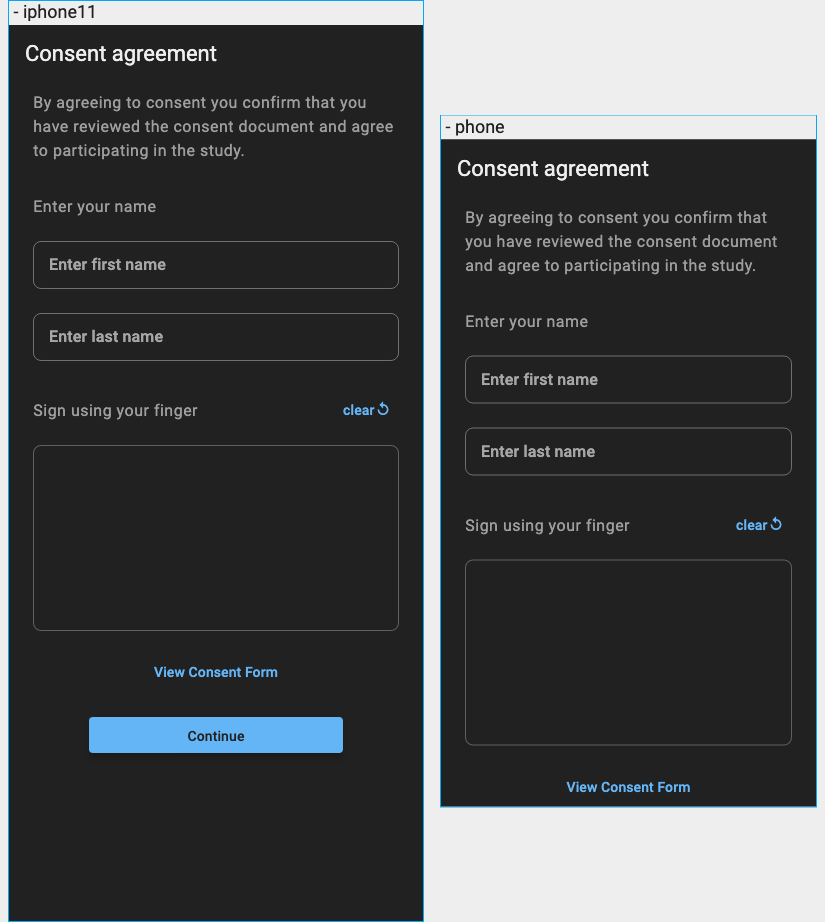 - iphone11
Consent agreement
By agreeing to consent you confirm that you
have reviewed the consent document and agree
to participating in the study.
Enter your name
Enter first name
Enter last name
Sign using your finger
clear
View Consent Form
Continue
- phone
Consent agreement
By agreeing to consent you confirm that
you have reviewed the consent document
and agree to participating in the study.
Enter your name
Enter first name
Enter last name
Sign using your finger
clear
View Consent Form